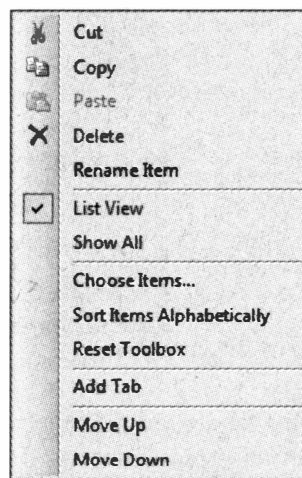 Cut
Copy
Paste
Delete
Rename Item
List View
Show All
Choose Items...
Sort Items Alphabetically
Reset Toolbox
Add Tab
Move Up
Move Down